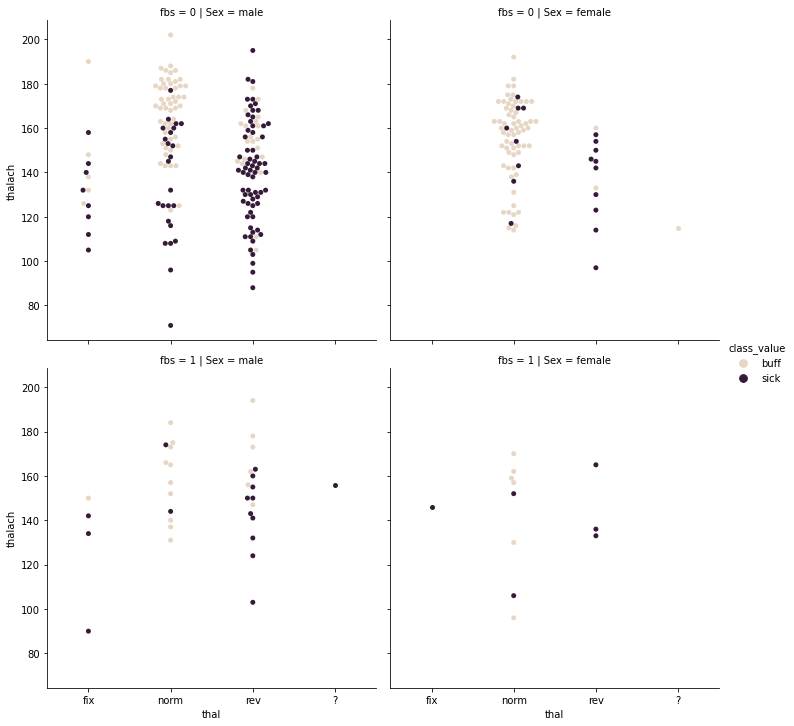 fbs = 0 | Sex = male
fbs = 0 | Sex = female
200
180
160
140
120
100
80
thalach
fbs = 1 | Sex = male
fbs = 1 | Sex = female
class_value
buff
sick
200
180
160
140
120
100
80
thalach
fix norm rev ?
thal
fix norm rev ?
thal